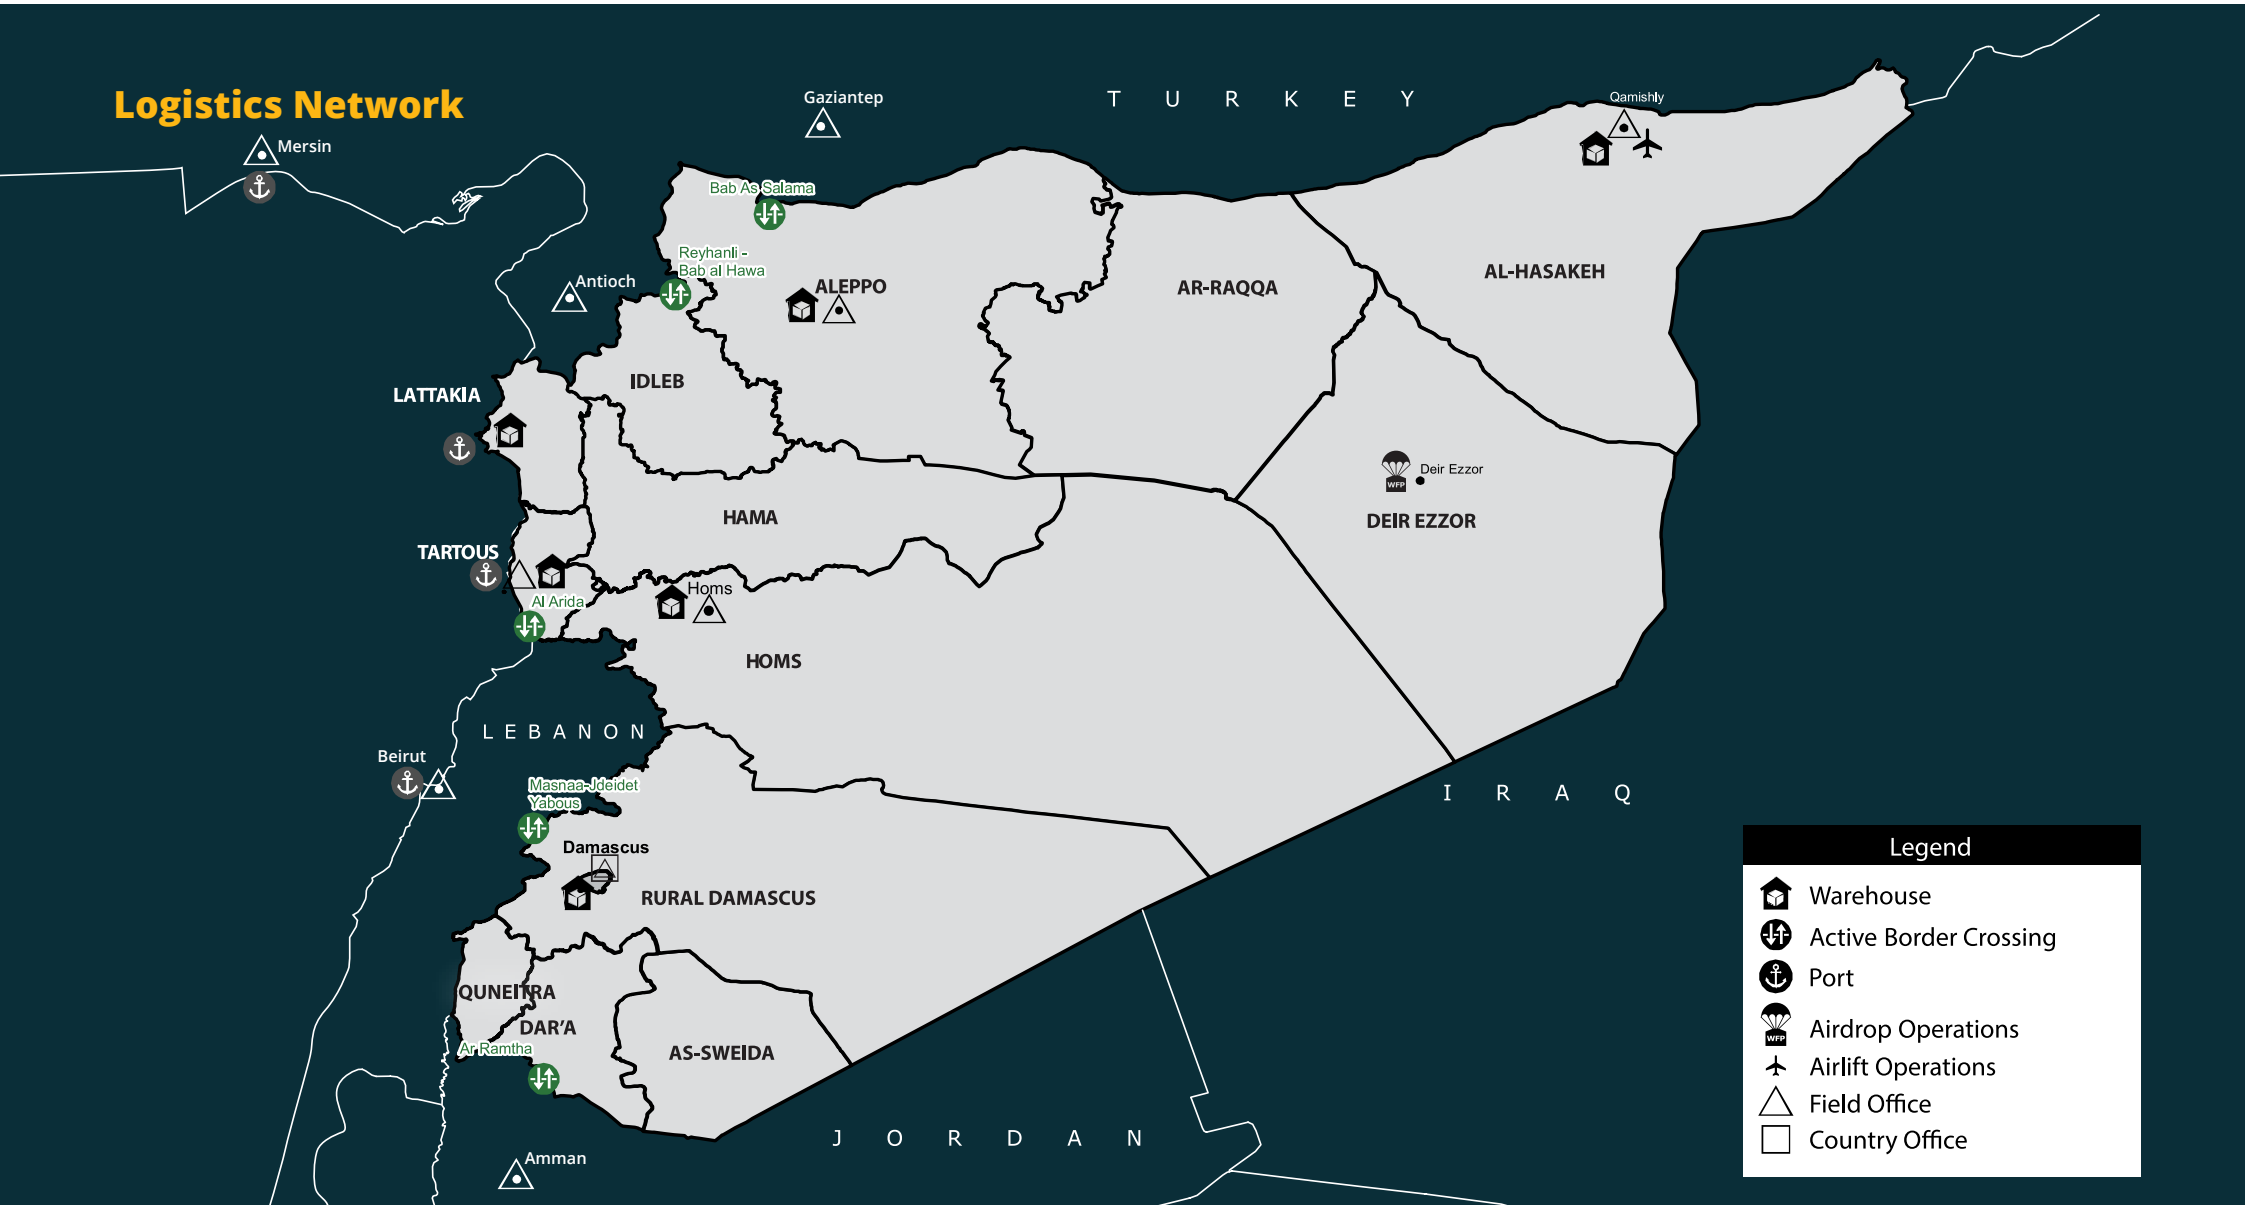 Logistics Network
Gaziantep
T U R K E Y
Qamishly
Mersin
Bab As Salama
Reyhanli -
Bab al Hawa
Antioch
ALEPPO
AR-RAQQA
AL-HASAKEH
IDLEB
LATTAKIA
Deir Ezzor
WFP
DEIR EZZOR
HAMA
TARTOUS
Homs
Al Arida
HOMS
L E B A N O N
Beirut
Masnaa-Jdeidet
Yabous
I R A Q
Damascus
RURAL DAMASCUS
QUNEITRA
DAR'A
Ar Ramtha
AS-SWEIDA
J O R D A N
Amman
Legend
Warehouse
Active Border Crossing
Port
Airdrop Operations
WFP
Airlift Operations
Field Office
Country Office